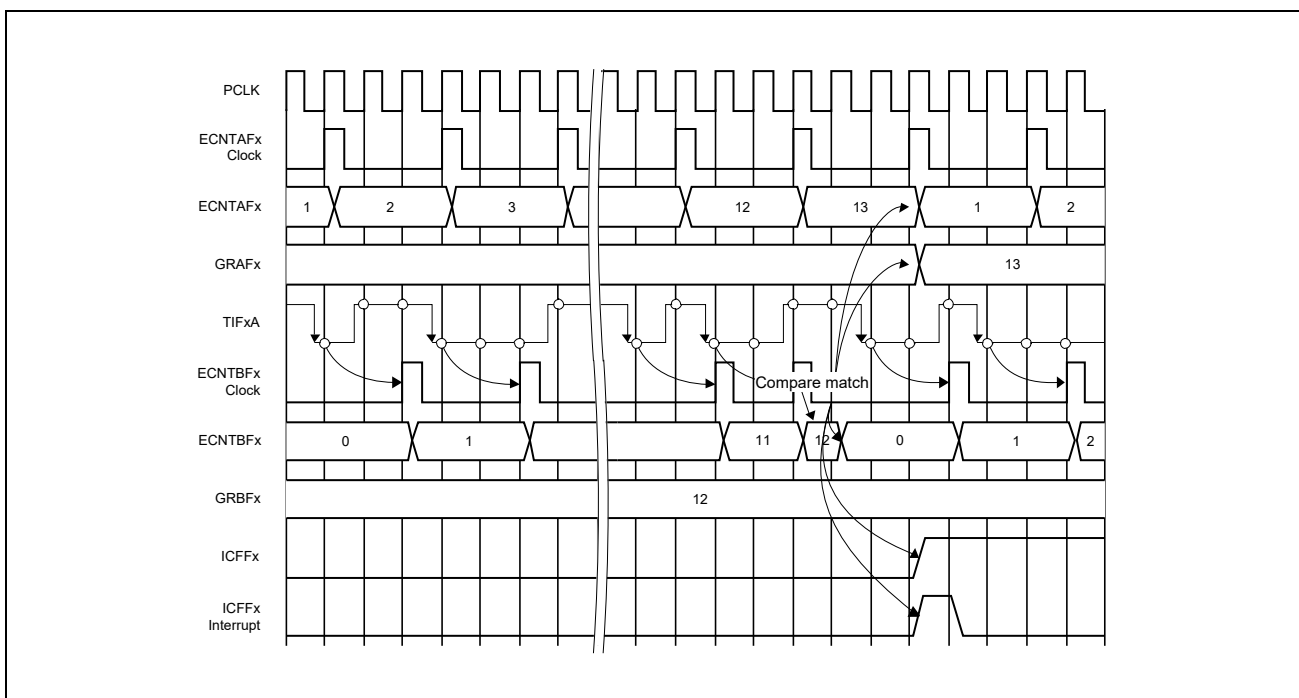 PCLK
ECNTAFx
Clock
ECNTAFx
1
2
3
12
13
1
2
GRAFx
13
TIFxA
ECNTBFx
Clock
Compare match
ECNTBFx
0
1
11
12
0
1
2
GRBFx
12
ICFFx
ICFFx
Interrupt